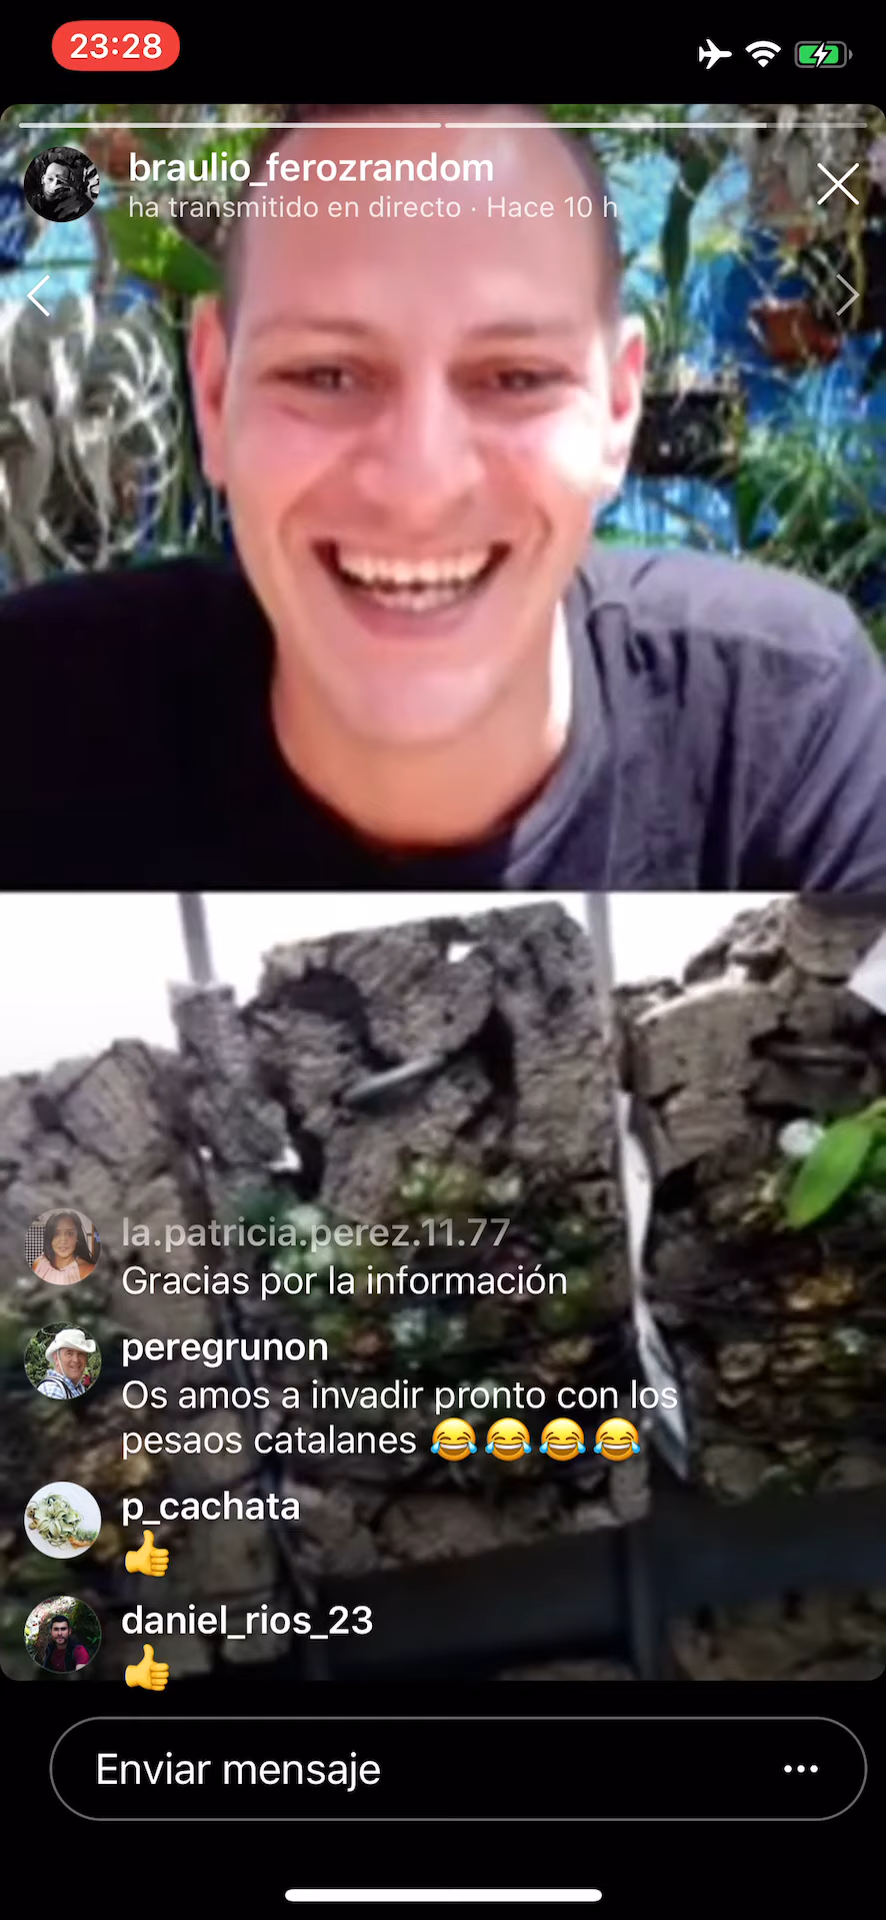 23:28
braulio_ferozrandom
ha transmitido en directo · Hace 10 h
la.patricia.perez.11.77
Gracias por la información
peregrunon
Os amos a invadir pronto con los
pesaos catalanes 😂😂😂😂
p_cachata
👍
daniel_rios_23
👍
Enviar mensaje